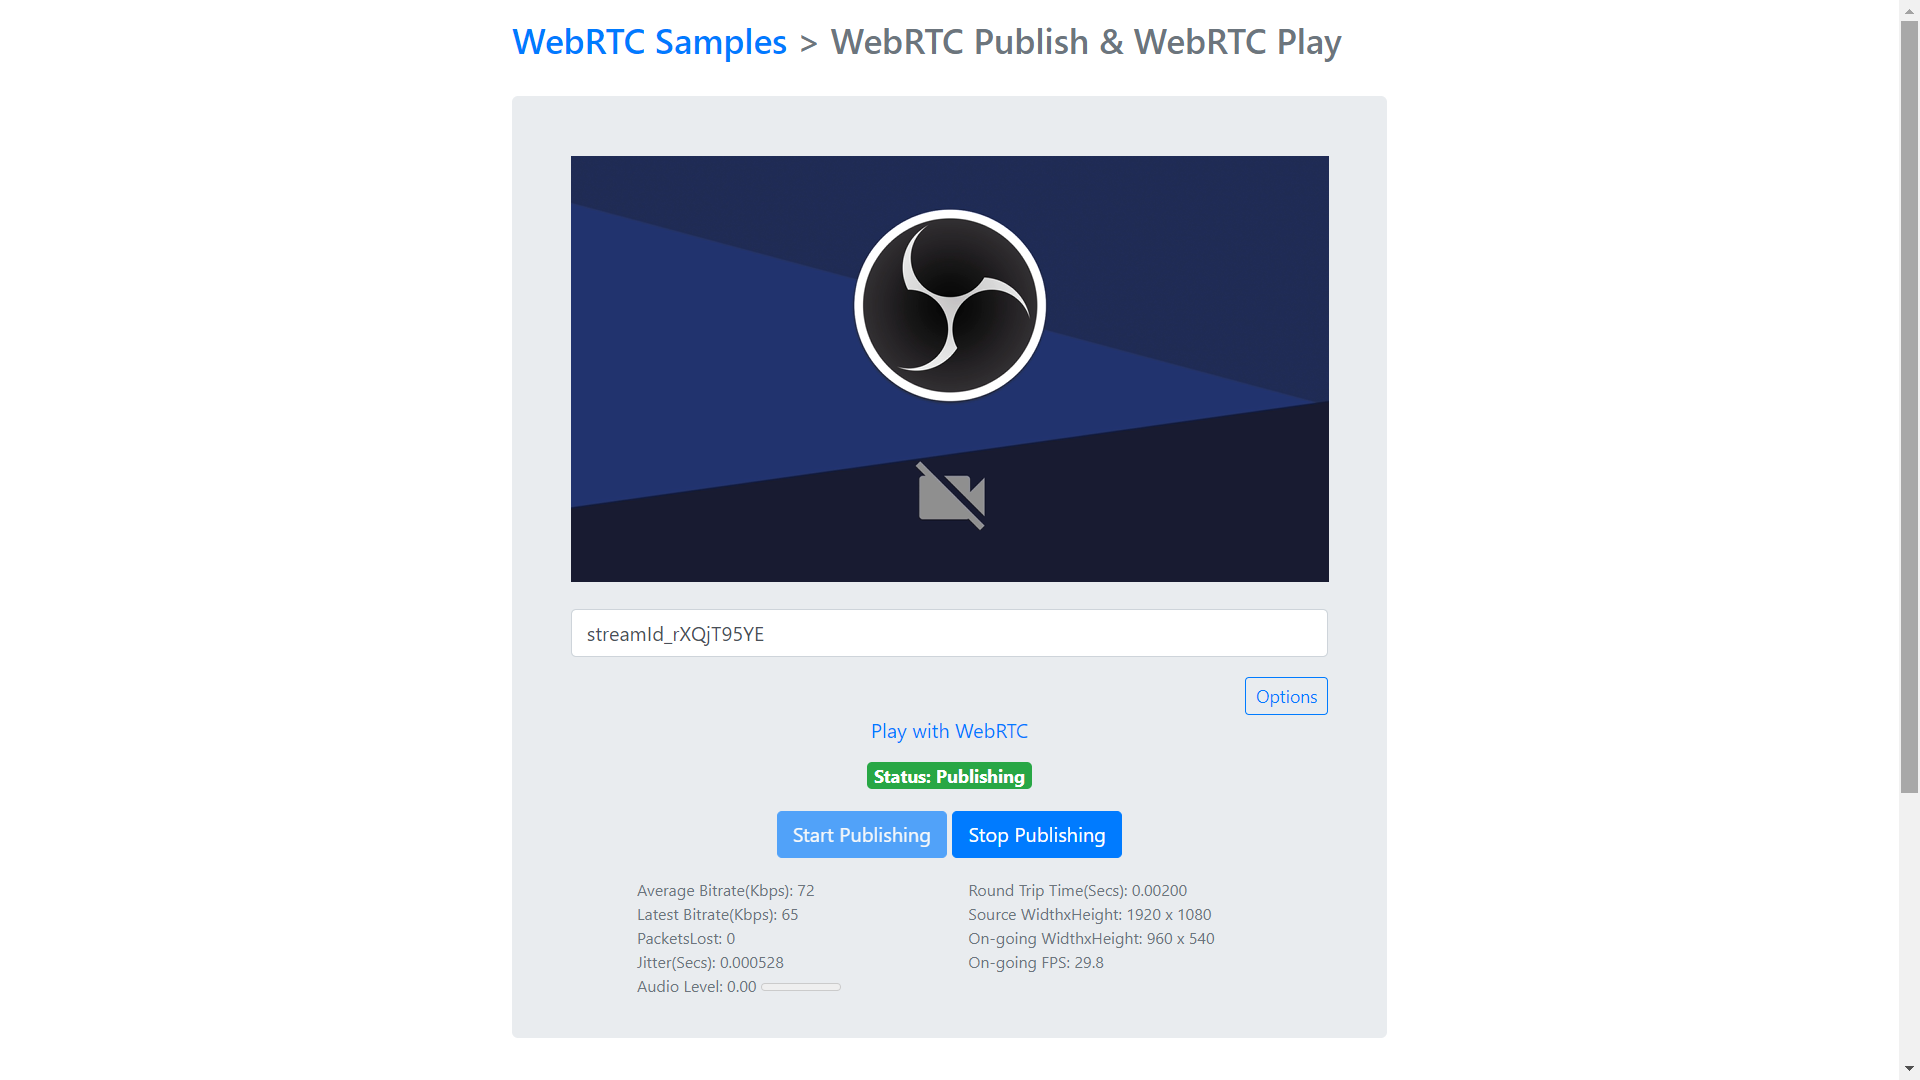 WebRTC Samples > WebRTC Publish & WebRTC Play
streamId_rXQjT95YE
Options
Play with WebRTC
Status: Publishing
Start Publishing Stop Publishing
Average Bitrate(Kbps): 72
Latest Bitrate(Kbps): 65
PacketsLost: 0
Jitter(Secs): 0.000528
Audio Level: 0.00
Round Trip Time(Secs): 0.00200
Source WidthxHeight: 1920 x 1080
On-going WidthxHeight: 960 x 540
On-going FPS: 29.8